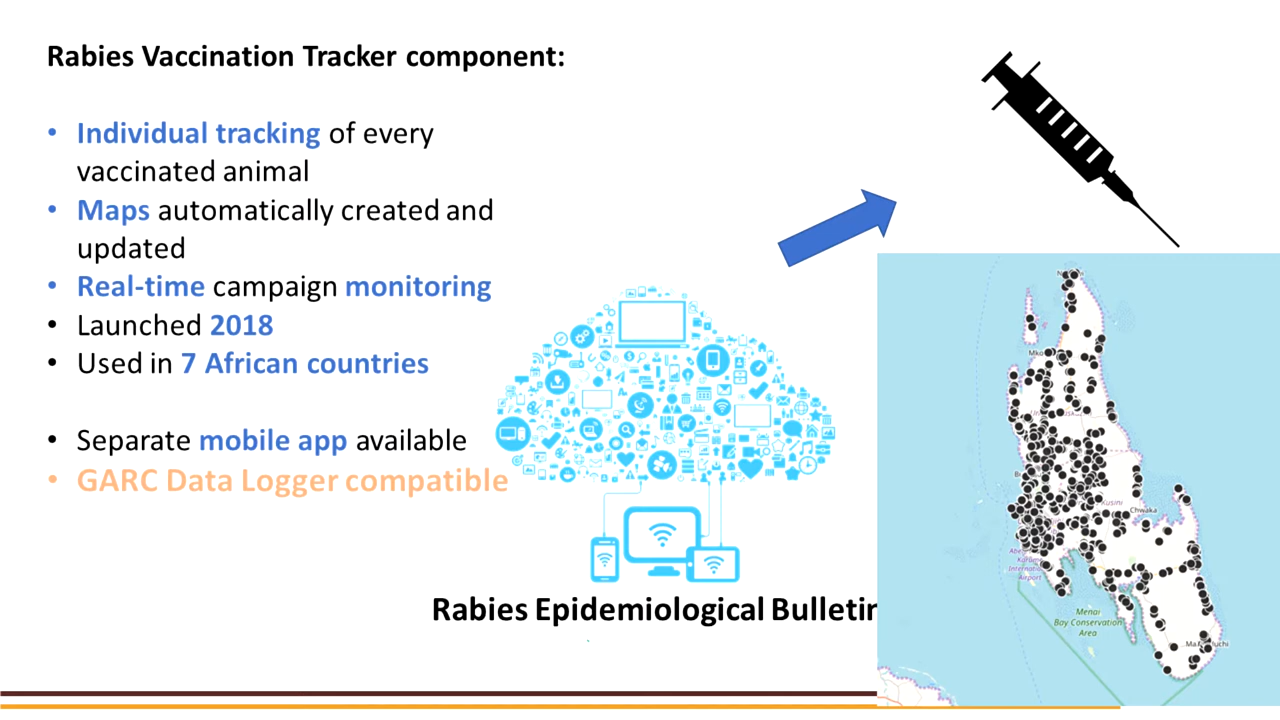 Rabies Vaccination Tracker component:
• Individual tracking of every
vaccinated animal
• Maps automatically created and
updated
• Real-time campaign monitoring
• Launched 2018
• Used in 7 African countries
• Separate mobile app available
• GARC Data Logger compatible
Rabies Epidemiological Bulletin
Kusini
Chwaka
Airport
Menai
Bay Conservation
Area